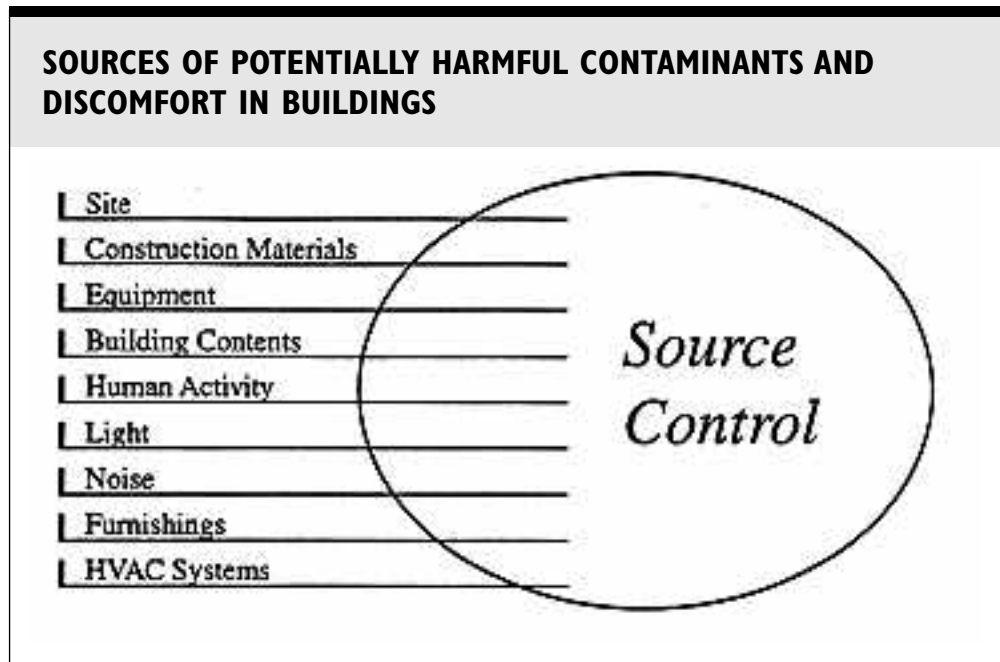 SOURCES OF POTENTIALLY HARMFUL CONTAMINANTS AND
DISCOMFORT IN BUILDINGS
Site
Construction Materials
Equipment
Building Contents
Human Activity
Light
Noise
Furnishings
HVAC Systems
Source
Control